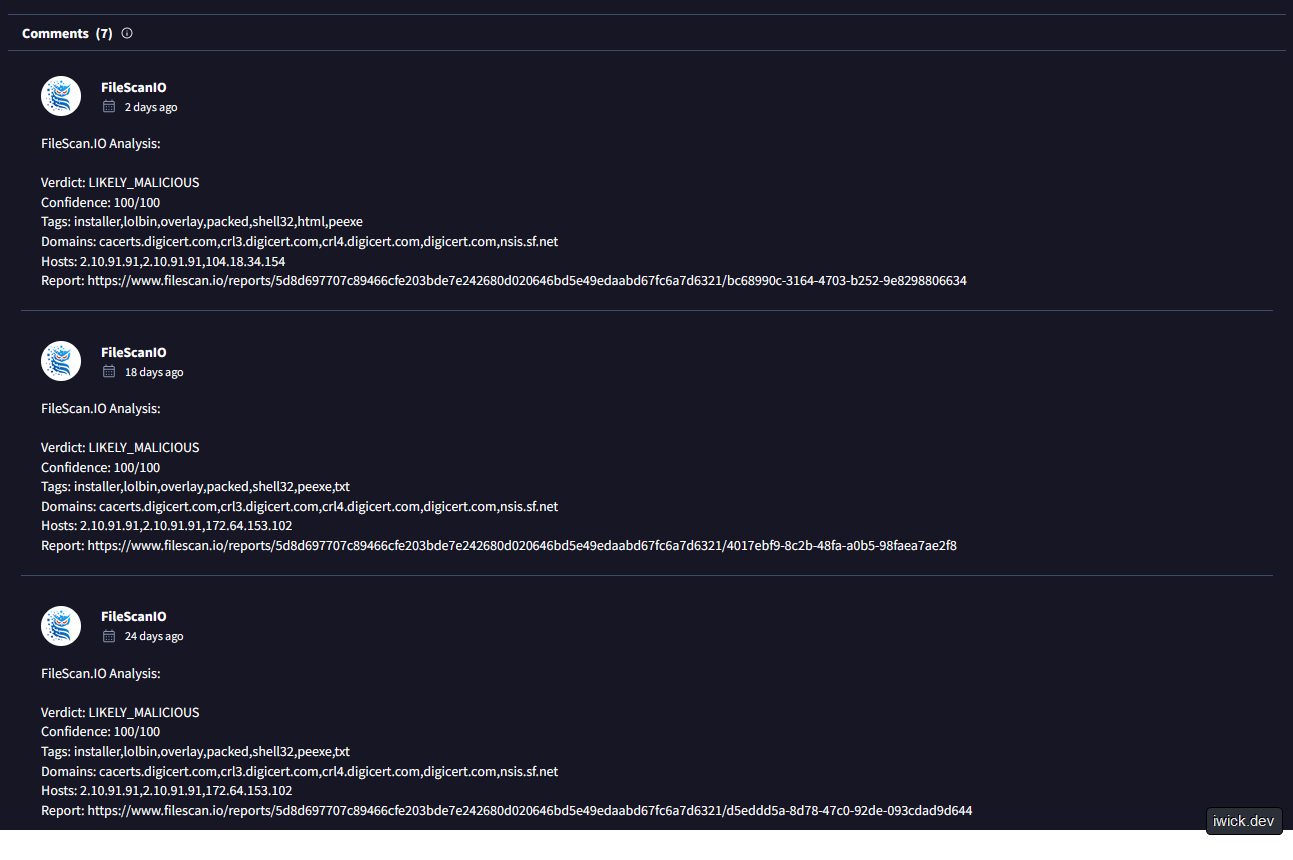 Comments (7)
FileScanIO
2 days ago
FileScan.IO Analysis:
Verdict: LIKELY_MALICIOUS
Confidence: 100/100
Tags: installer,lolbin,overlay,packed,shell32,html,peexe
Domains: cacerts.digicert.com,crl3.digicert.com,crl4.digicert.com,digicert.com,nsis.sf.net
Hosts: 2.10.91.91,2.10.91.91,104.18.34.154
Report: https://www.filescan.io/reports/5d8d697707c89466cfe203bde7e242680d020646bd5e49edaabd67fc6a7d6321/bc68990c-3164-4703-b252-9e8298806634
FileScanIO
18 days ago
FileScan.IO Analysis:
Verdict: LIKELY_MALICIOUS
Confidence: 100/100
Tags: installer,lolbin,overlay,packed,shell32,peexe,txt
Domains: cacerts.digicert.com,crl3.digicert.com,crl4.digicert.com,digicert.com,nsis.sf.net
Hosts: 2.10.91.91,2.10.91.91,172.64.153.102
Report: https://www.filescan.io/reports/5d8d697707c89466cfe203bde7e242680d020646bd5e49edaabd67fc6a7d6321/4017ebf9-8c2b-48fa-a0b5-98faea7ae2f8
FileScanIO
24 days ago
FileScan.IO Analysis:
Verdict: LIKELY_MALICIOUS
Confidence: 100/100
Tags: installer,lolbin,overlay,packed,shell32,peexe,txt
Domains: cacerts.digicert.com,crl3.digicert.com,crl4.digicert.com,digicert.com,nsis.sf.net
Hosts: 2.10.91.91,2.10.91.91,172.64.153.102
Report: https://www.filescan.io/reports/5d8d697707c89466cfe203bde7e242680d020646bd5e49edaabd67fc6a7d6321/d5eddd5a-8d78-47c0-92de-093cdad9d644
iwick.dev